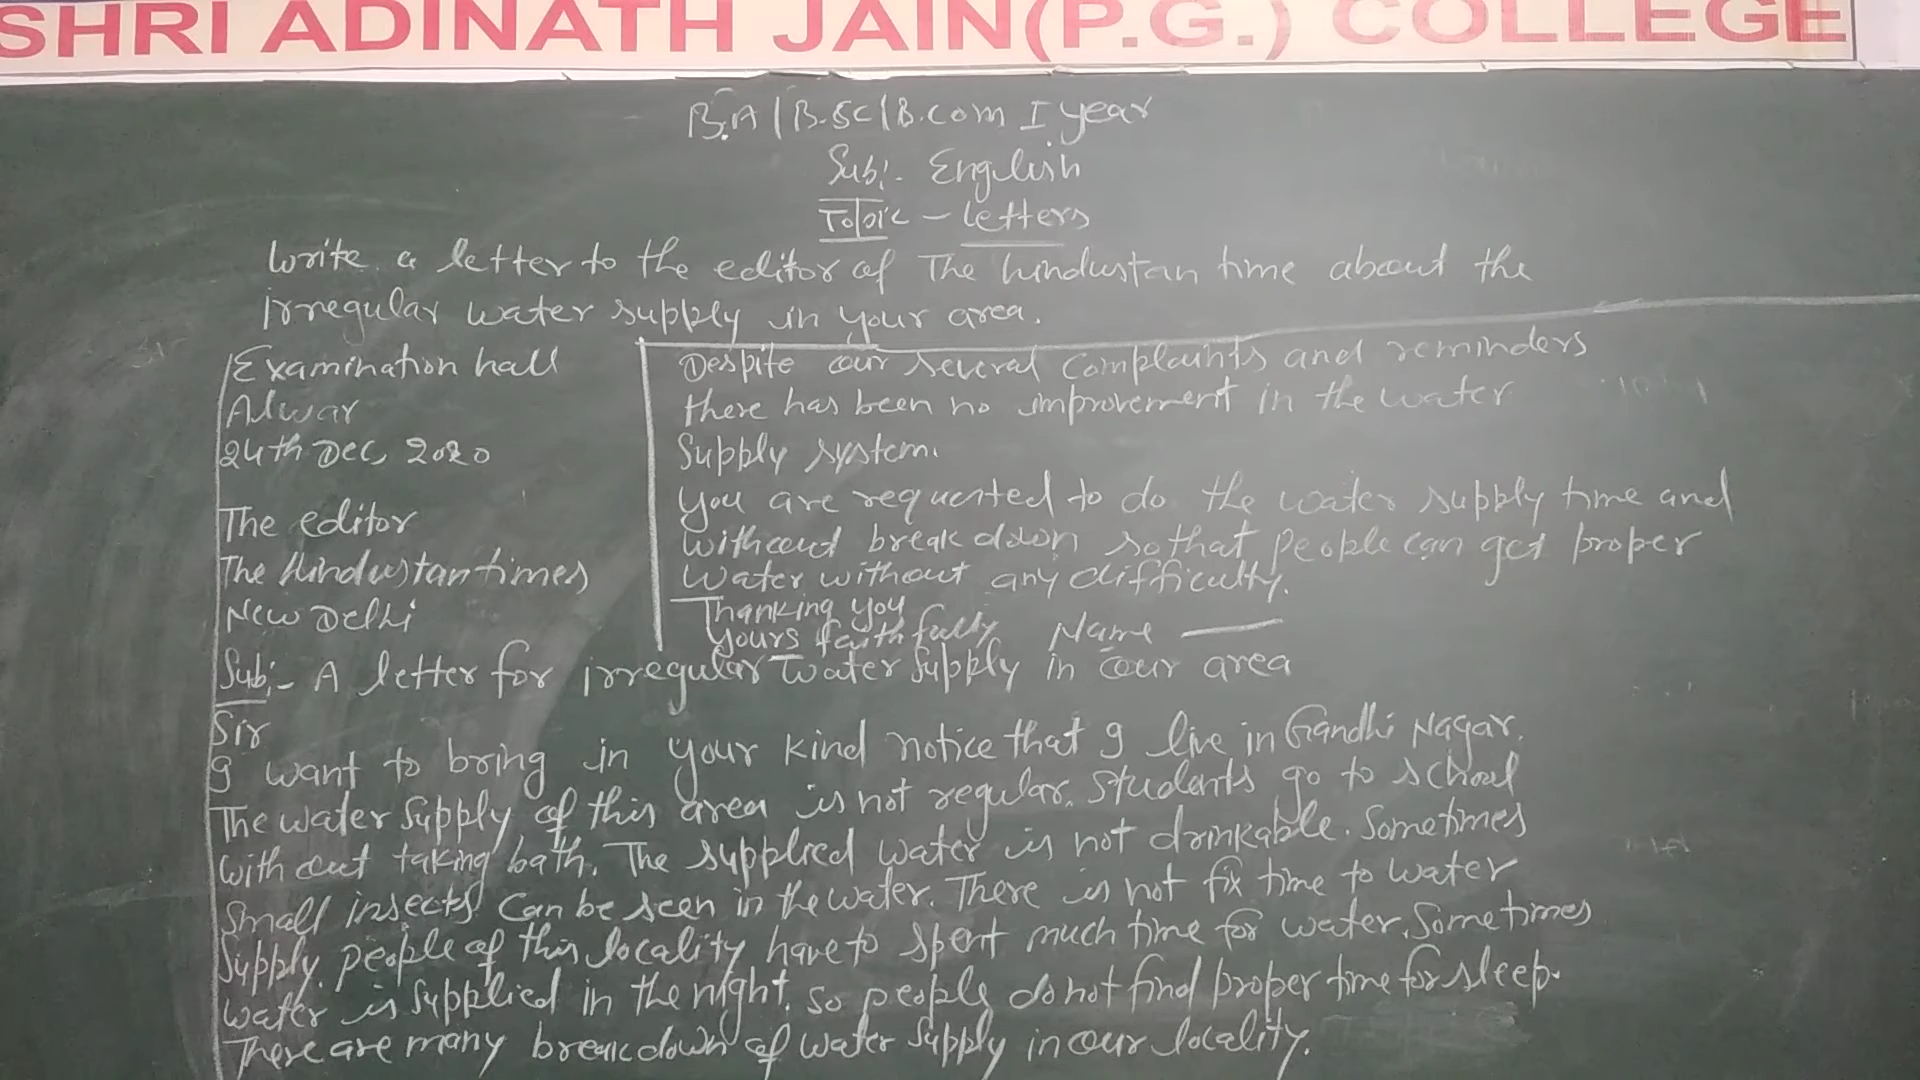 SHRI ADINATH JAIN(P.G.) COLLEGE
B.A | B.Sc | B.com I year
Sub:- English
Topic - Letters
Write a letter to the editor of The hindustan time about the
irregular water supply in your area.
Examination hall
Alwar
24th Dec, 2020
The editor
The Hindustan times
New Delhi
Sub:- A letter for irregular water supply in our area
Sir
I want to bring in your kind notice that I live in Gandhi Nagar.
The water supply of this area is not regular. Students go to school
with out taking bath. The supplied water is not drinkable. Sometimes
small insects can be seen in the water. There is not fix time to water
supply. people of this locality have to spent much time for water. Sometimes
water is supplied in the night. So people do not find proper time for sleep.
There are many break down of water supply in our locality.
Despite our several complaints and reminders
there has been no improvement in the water
supply system.
You are requested to do the water supply time and
without break down so that people can get proper
water without any difficulty.
Thanking you
yours faithfully Name